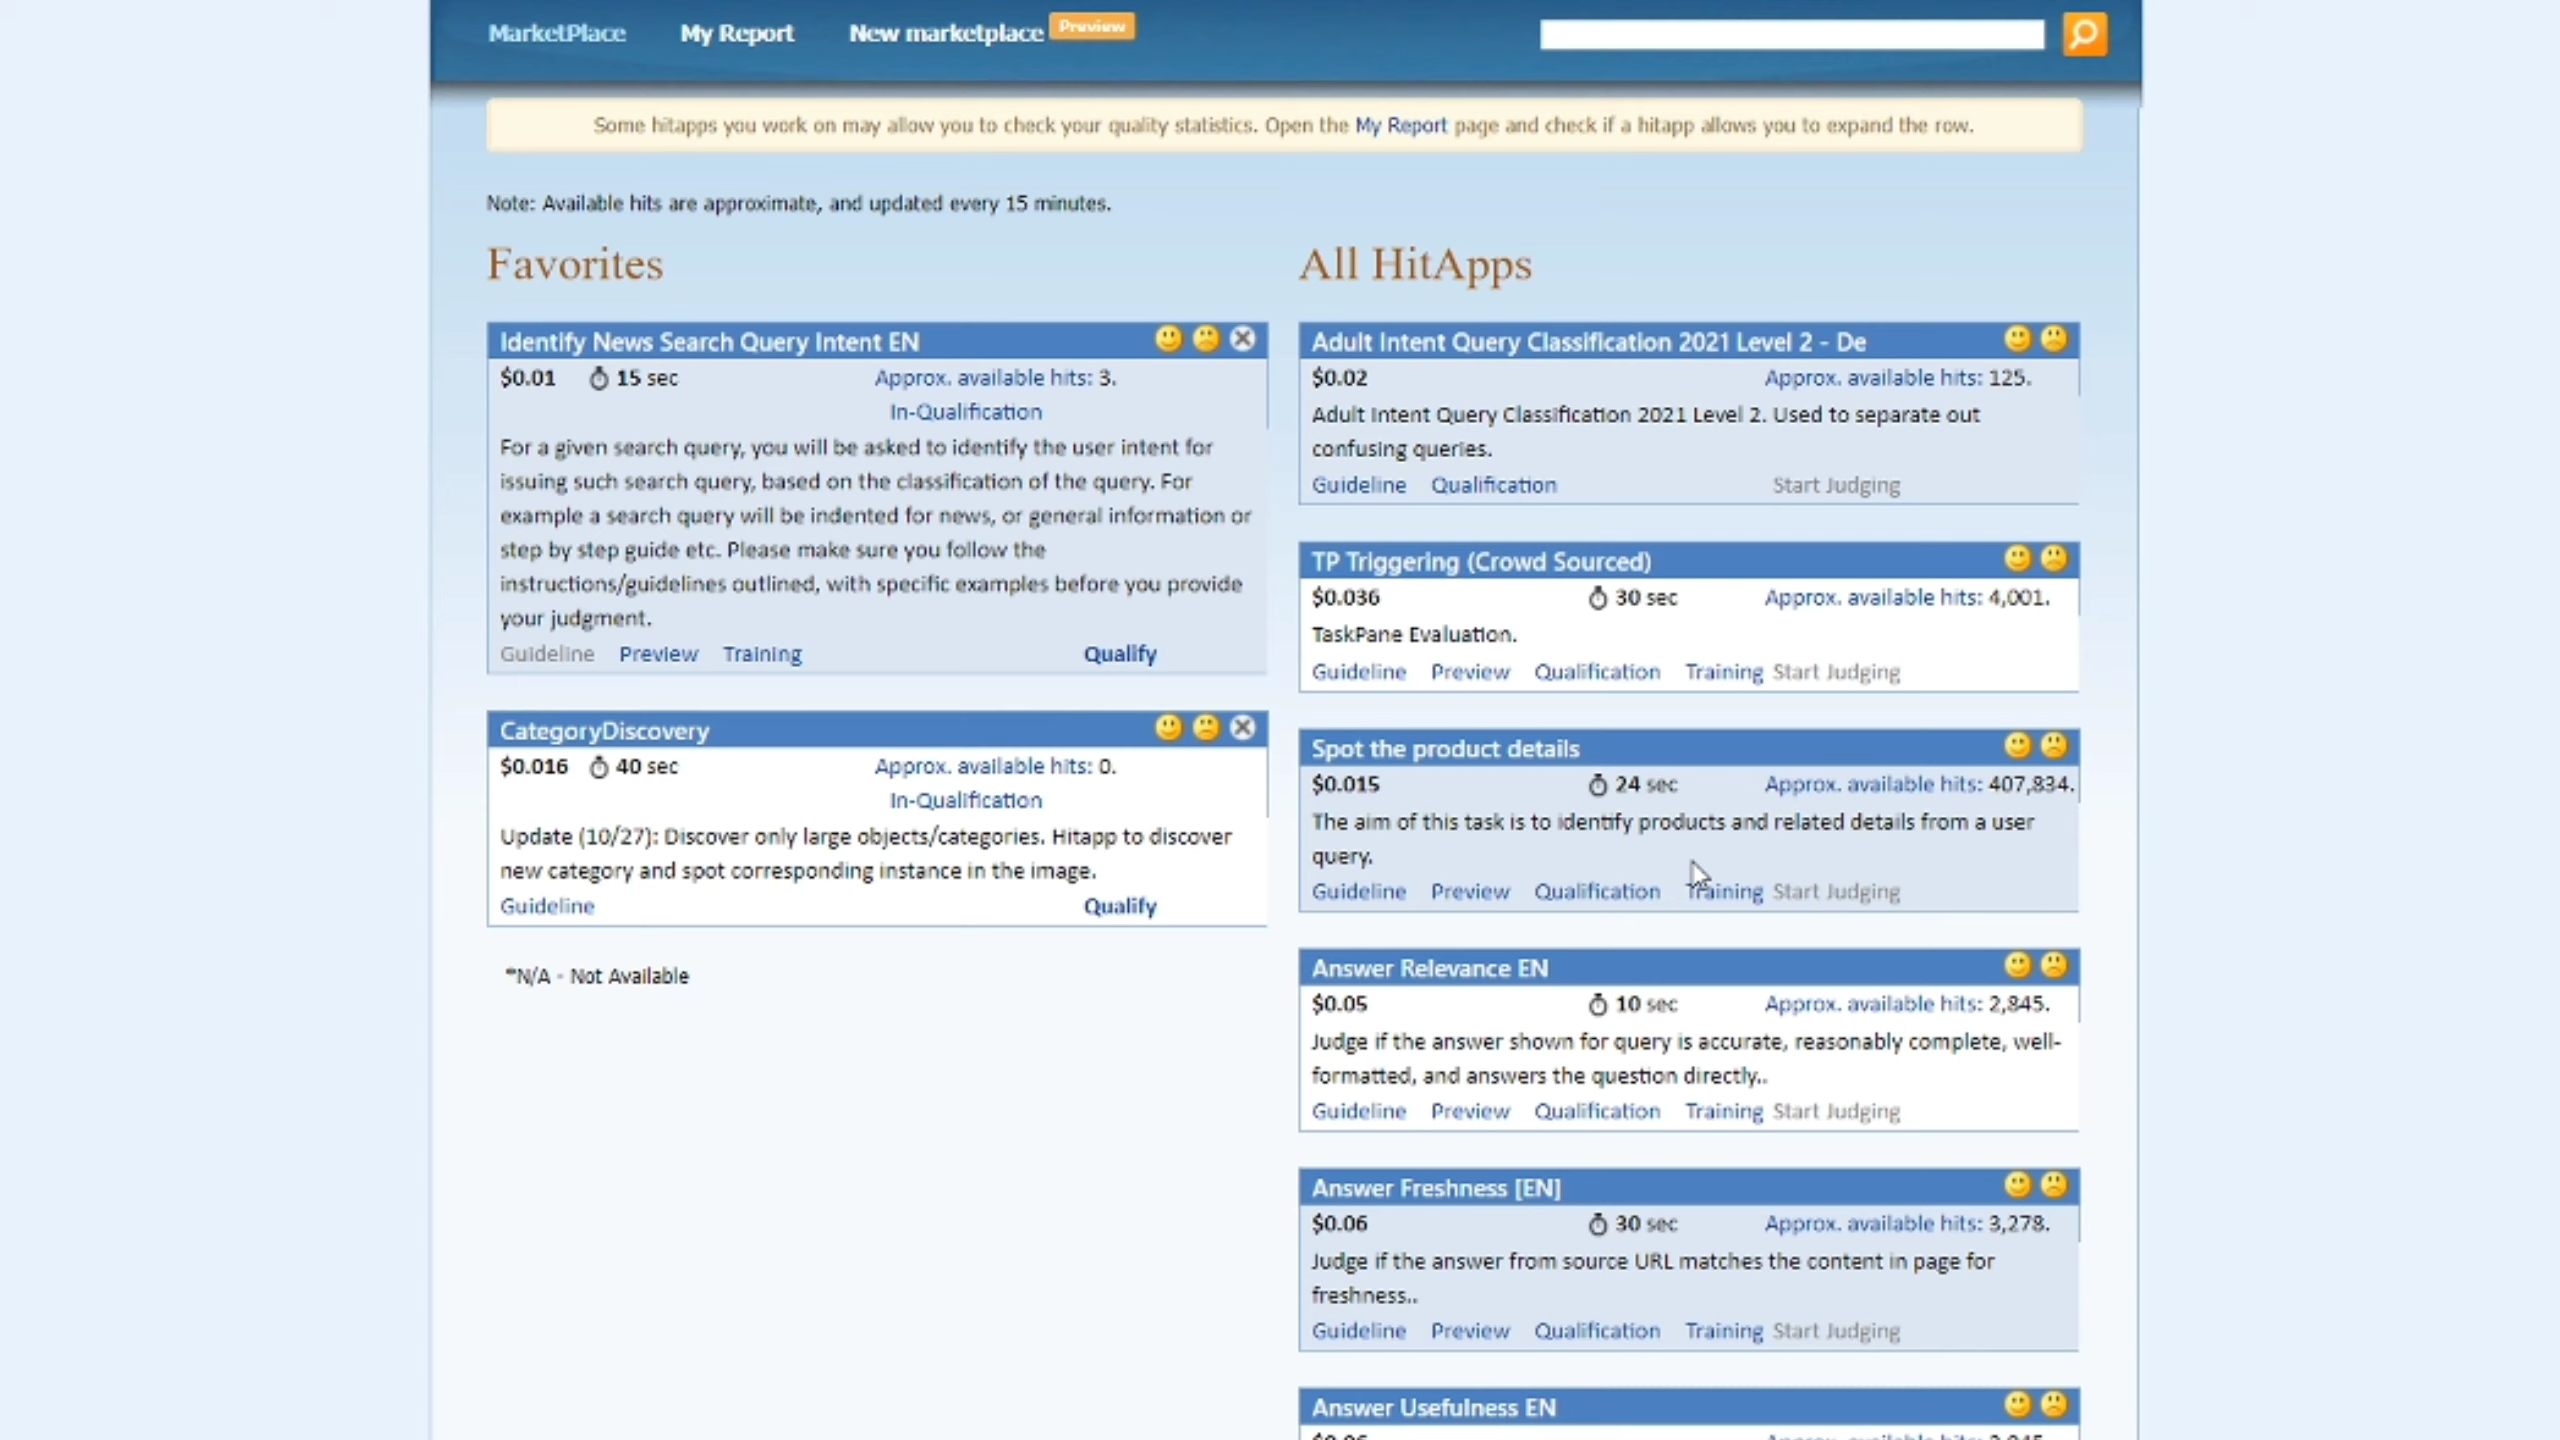 MarketPlace My Report New marketplace Preview
Some hitapps you work on may allow you to check your quality statistics. Open the My Report page and check if a hitapp allows you to expand the row.
Note: Available hits are approximate, and updated every 15 minutes.
Favorites
Identify News Search Query Intent EN
$0.01 15 sec Approx. available hits: 3.
In-Qualification
For a given search query, you will be asked to identify the user intent for
issuing such search query, based on the classification of the query. For
example a search query will be indented for news, or general information or
step by step guide etc. Please make sure you follow the
instructions/guidelines outlined, with specific examples before you provide
your judgment.
Guideline Preview Training Qualify
CategoryDiscovery
$0.016 40 sec Approx. available hits: 0.
In-Qualification
Update (10/27): Discover only large objects/categories. Hitapp to discover
new category and spot corresponding instance in the image.
Guideline Qualify
*N/A - Not Available
All HitApps
Adult Intent Query Classification 2021 Level 2 - De
$0.02 Approx. available hits: 125.
Adult Intent Query Classification 2021 Level 2. Used to separate out
confusing queries.
Guideline Qualification Start Judging
TP Triggering (Crowd Sourced)
$0.036 30 sec Approx. available hits: 4,001.
TaskPane Evaluation.
Guideline Preview Qualification Training Start Judging
Spot the product details
$0.015 24 sec Approx. available hits: 407,834.
The aim of this task is to identify products and related details from a user
query.
Guideline Preview Qualification Training Start Judging
Answer Relevance EN
$0.05 10 sec Approx. available hits: 2,845.
Judge if the answer shown for query is accurate, reasonably complete, well-
formatted, and answers the question directly..
Guideline Preview Qualification Training Start Judging
Answer Freshness [EN]
$0.06 30 sec Approx. available hits: 3,278.
Judge if the answer from source URL matches the content in page for
freshness..
Guideline Preview Qualification Training Start Judging
Answer Usefulness EN